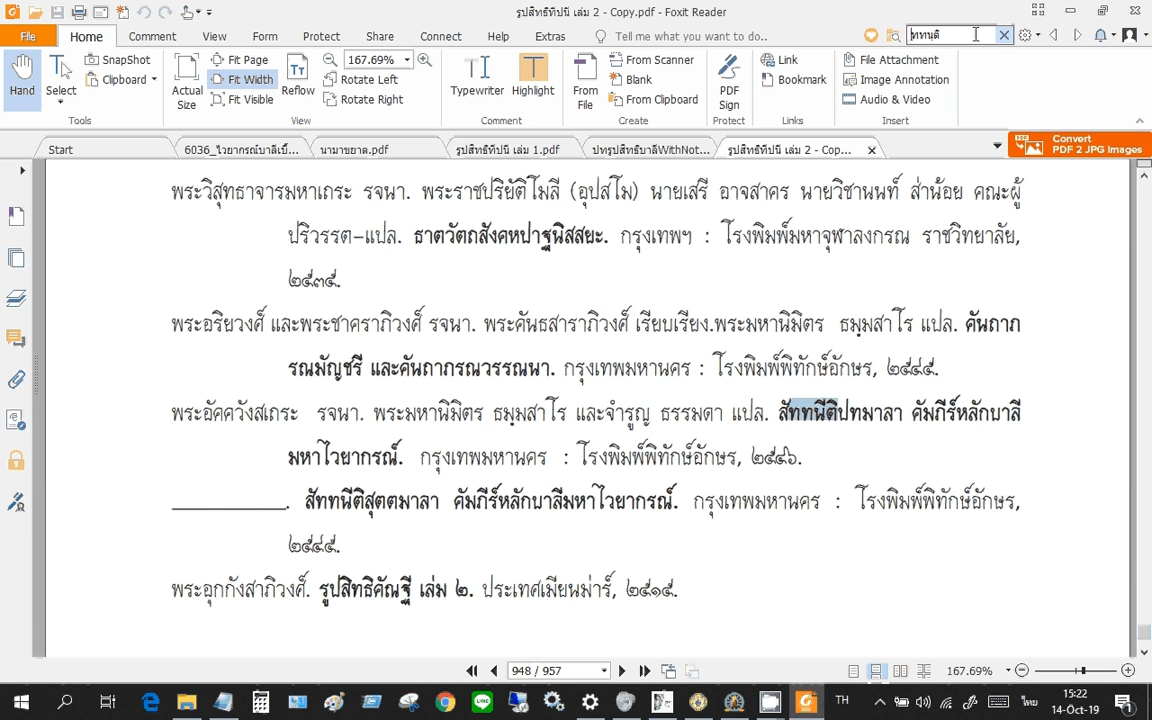 รูปสิทธิทีปนี เล่ม 2 - Copy.pdf - Foxit Reader
File Home Comment View Form Protect Share Connect Help Extras Tell me what you want to do..
Hand Select SnapShot Clipboard Actual Size Fit Page Fit Width Fit Visible Reflow 167.69% Rotate Left Rotate Right Typewriter Highlight From File From Scanner Blank From Clipboard PDF Sign Link Bookmark File Attachment Image Annotation Audio & Video
Tools View Comment Create Protect Links Insert
Start 6036_ไวยากรณ์บาลีเบื้... นามาขยาต.pdf รูปสิทธิทีปนี เล่ม 1.pdf ปทรูปสิทธิบาลีWithNot... รูปสิทธิทีปนี เล่ม 2 - Cop... Convert PDF 2 JPG Images
พระวิสุทธาจารมหาเถระ รจนา. พระราชปริยัติโมลี (อุปสโม) นายเสรี อาจสาคร นายวิชานนท์ ส่าน้อย คณะผู้
ปริวรรต-แปล. ธาตวัตถสังคหปาฐนิสสยะ. กรุงเทพฯ : โรงพิมพ์มหาจุฬาลงกรณ ราชวิทยาลัย,
๒๕๓๕.
พระอริยวงศ์ และพระชาคราภิวงศ์ รจนา. พระคันธสาราภิวงศ์ เรียบเรียง.พระมหานิมิตร ธมฺมสาโร แปล. คันถาภ
รณมัญชรี และคันถาภรณวรรณนา. กรุงเทพมหานคร : โรงพิมพ์พิทักษ์อักษร, ๒๕๔๕.
พระอัคควังสเถระ รจนา. พระมหานิมิตร ธมฺมสาโร และจำรูญ ธรรมดา แปล. สัททนีติปทมาลา คัมภีร์หลักบาลี
มหาไวยากรณ์. กรุงเทพมหานคร : โรงพิมพ์พิทักษ์อักษร, ๒๕๔๖.
____________. สัททนีติสุตตมาลา คัมภีร์หลักบาลีมหาไวยากรณ์. กรุงเทพมหานคร : โรงพิมพ์พิทักษ์อักษร,
๒๕๔๕.
พระอุกกังสาภิวงศ์. รูปสิทธิคัณฐี เล่ม ๒. ประเทศเมียนม่าร์, ๒๕๑๕.
948 / 957 167.69%
TH ไทย 15:22
14-Oct-19